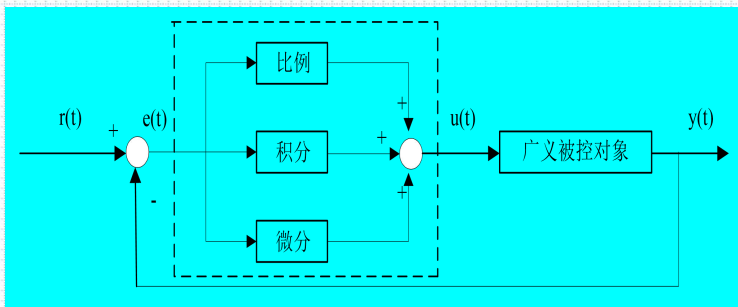 比例
r(t)
+
e(t)
积分
+
+
+
u(t)
广义被控对象
y(t)
-
微分